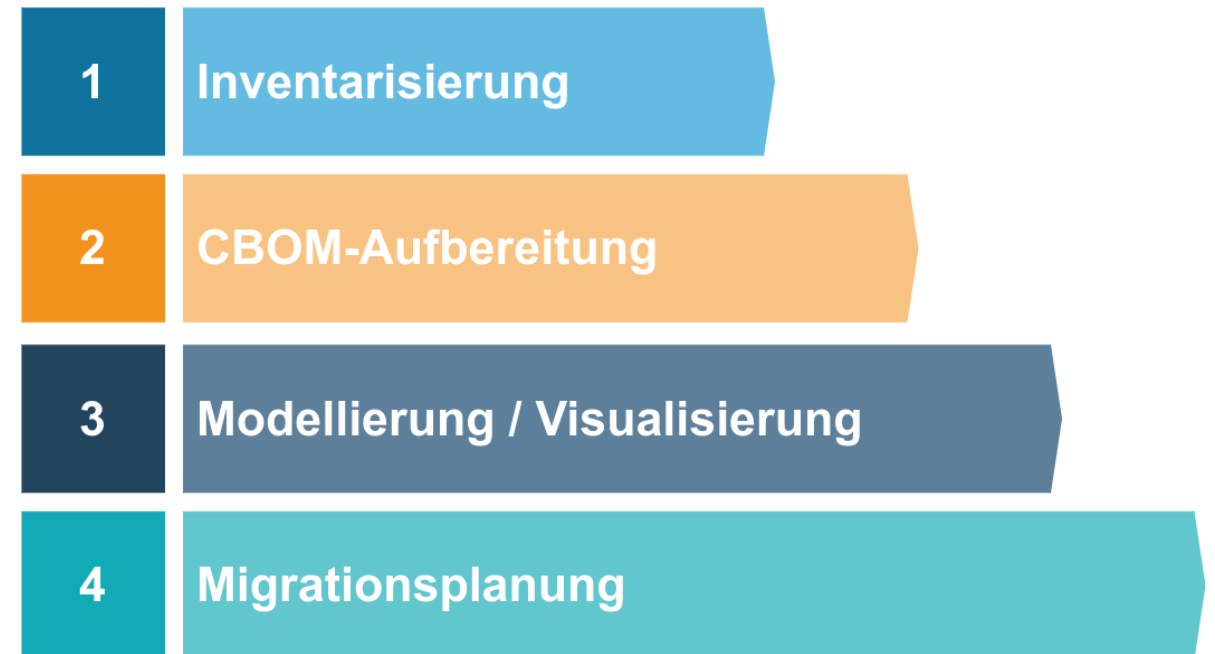 1 Inventarisierung
2 CBOM-Aufbereitung
3 Modellierung / Visualisierung
4 Migrationsplanung